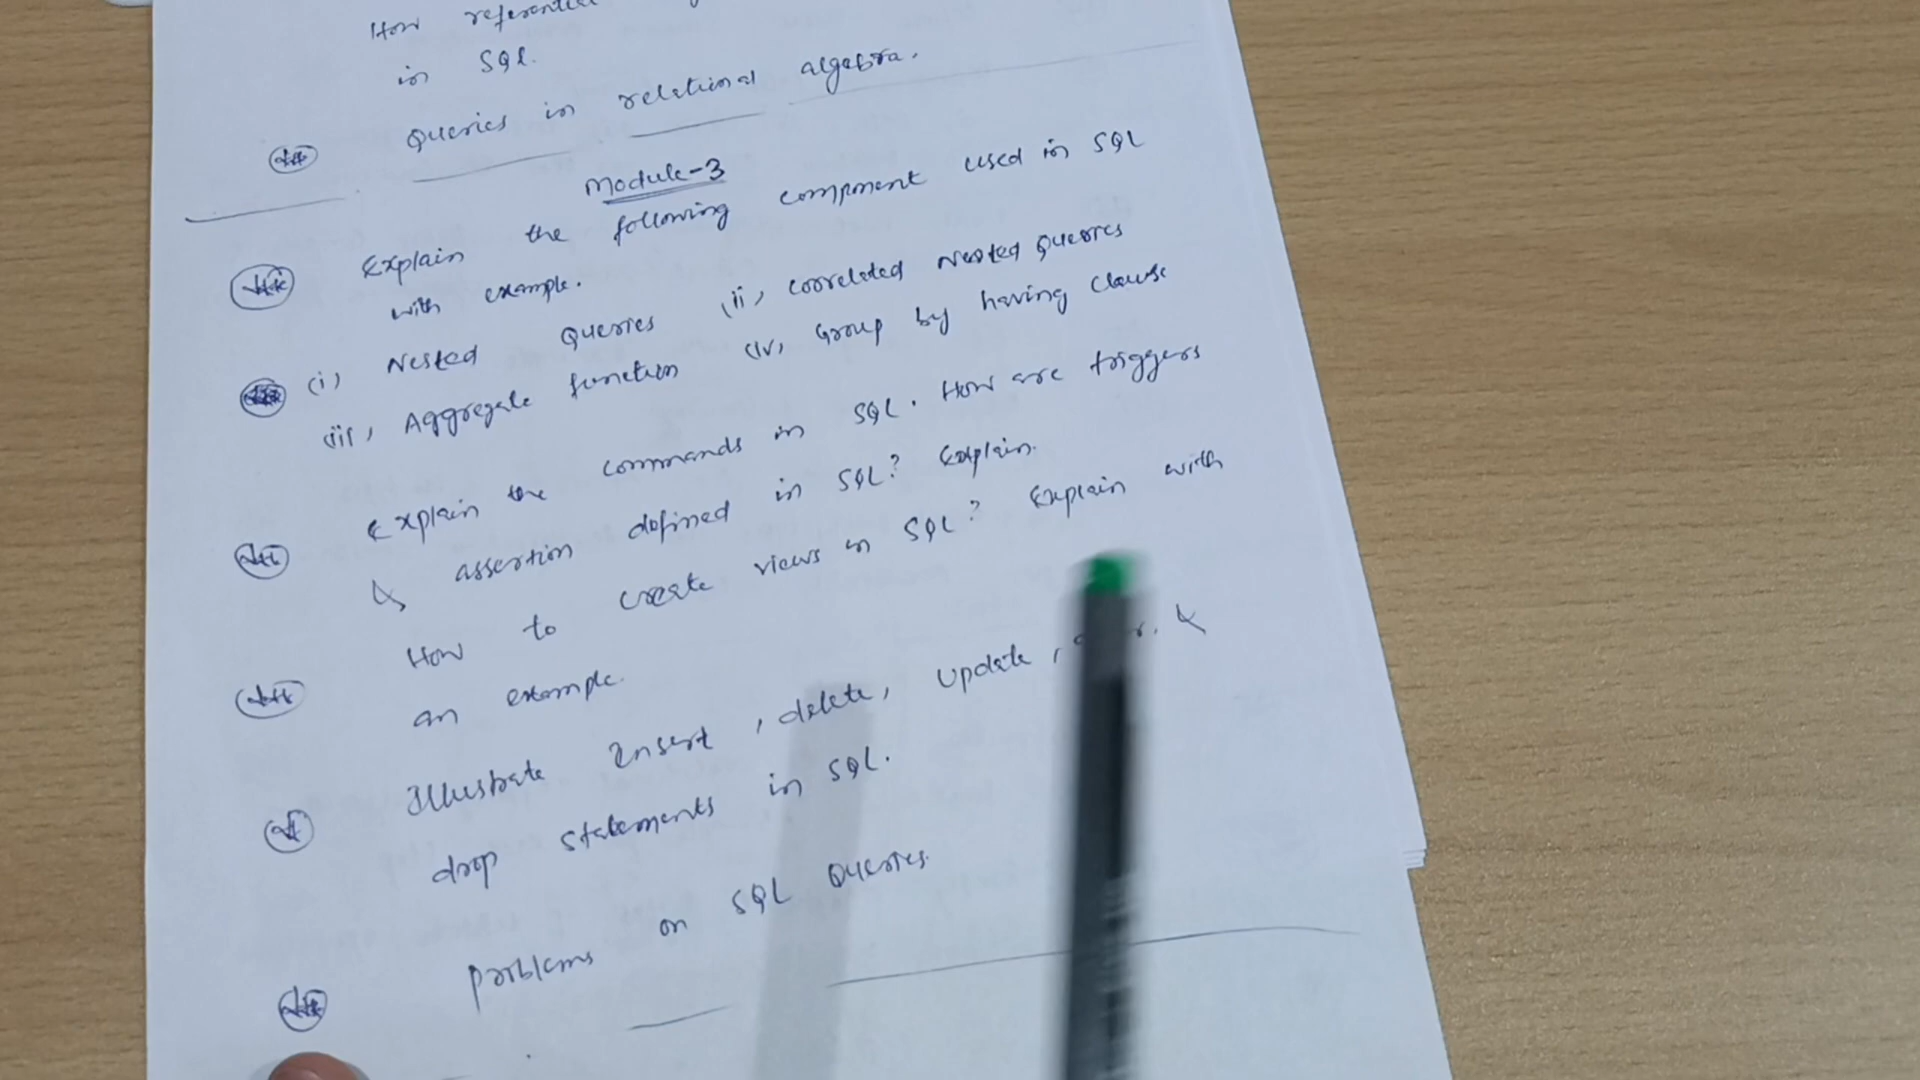 How
in SQL.
Queries in relational algebra.
Module-3
Explain the following component used in SQL
with example.
(i) Nested Queries (ii) correlated Nested Queries
(iii) Aggregate function (iv) Group by having clause
Explain the commands in SQL. How are triggers
& assertion defined in SQL? Explain.
How to create views in SQL? Explain with
an example.
Illustrate Insert, delete, update, &
drop statements in SQL.
problems on SQL Queries.